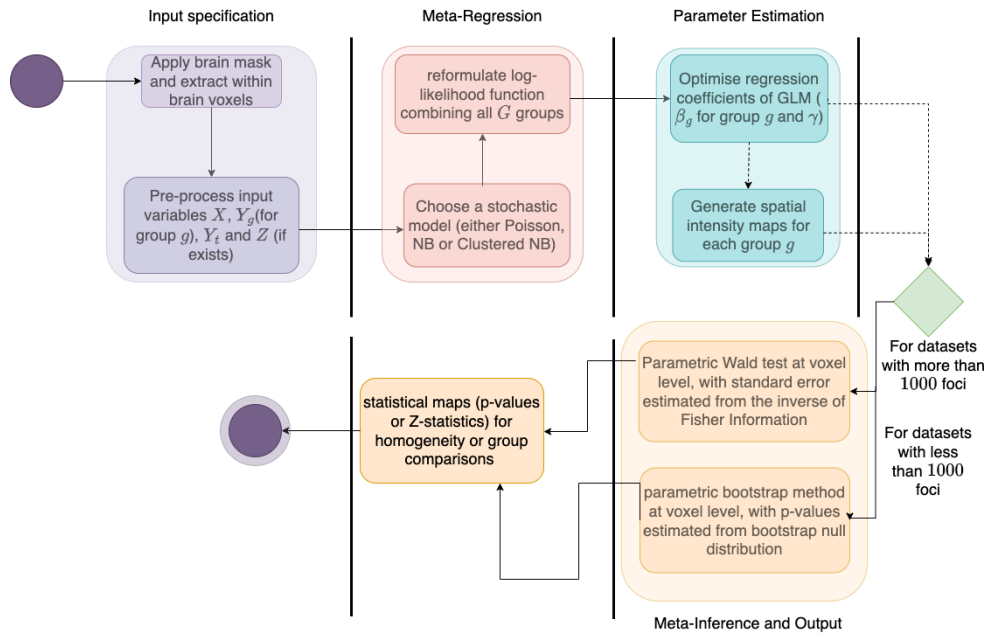 Input specification
Meta-Regression
Parameter Estimation
Apply brain mask
and extract within
brain voxels
Pre-process input
variables X, Y_g(for
group g), Y_t and Z (if
exists)
reformulate log-
likelihood function
combining all G groups
Choose a stochastic
model (either Poisson,
NB or Clustered NB)
Optimise regression
coefficients of GLM (
β_g for group g and γ)
Generate spatial
intensity maps for
each group g
For datasets
with more than
1000 foci
For datasets
with less
than 1000
foci
Parametric Wald test at voxel
level, with standard error
estimated from the inverse of
Fisher Information
parametric bootstrap method
at voxel level, with p-values
estimated from bootstrap null
distribution
statistical maps (p-values
or Z-statistics) for
homogeneity or group
comparisons
Meta-Inference and Output